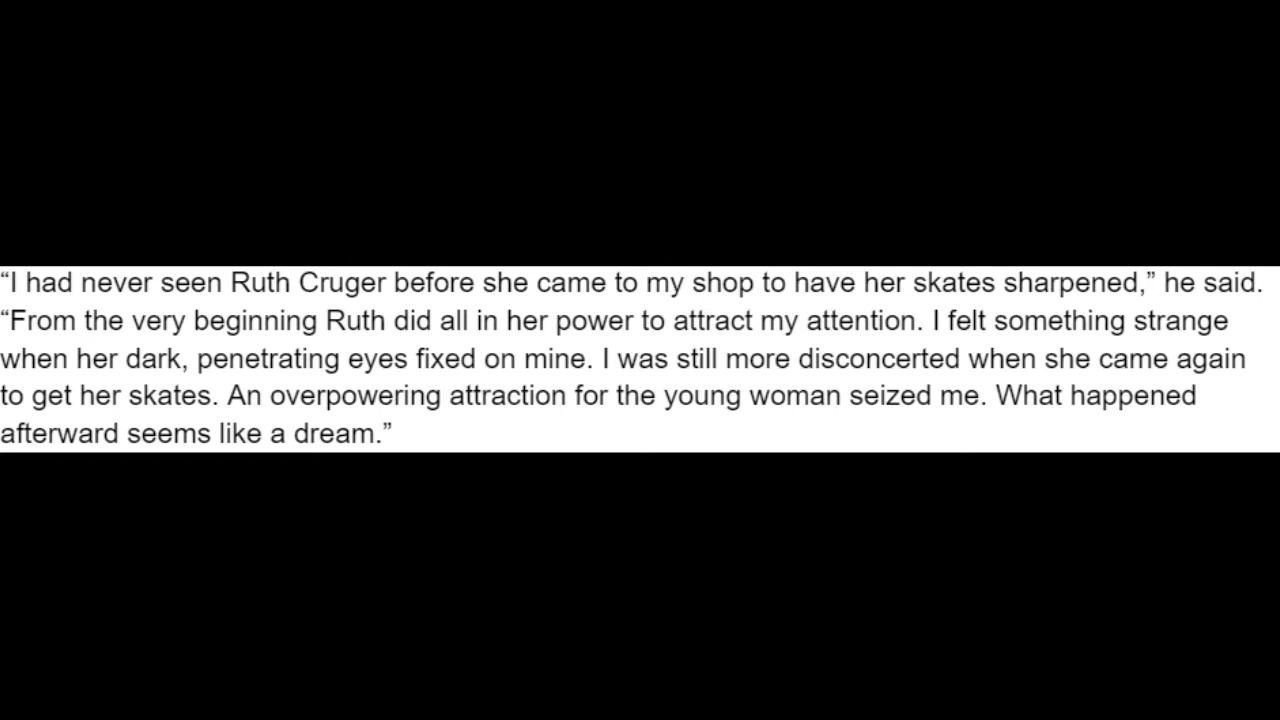 “I had never seen Ruth Cruger before she came to my shop to have her skates sharpened,” he said.
“From the very beginning Ruth did all in her power to attract my attention. I felt something strange
when her dark, penetrating eyes fixed on mine. I was still more disconcerted when she came again
to get her skates. An overpowering attraction for the young woman seized me. What happened
afterward seems like a dream.”